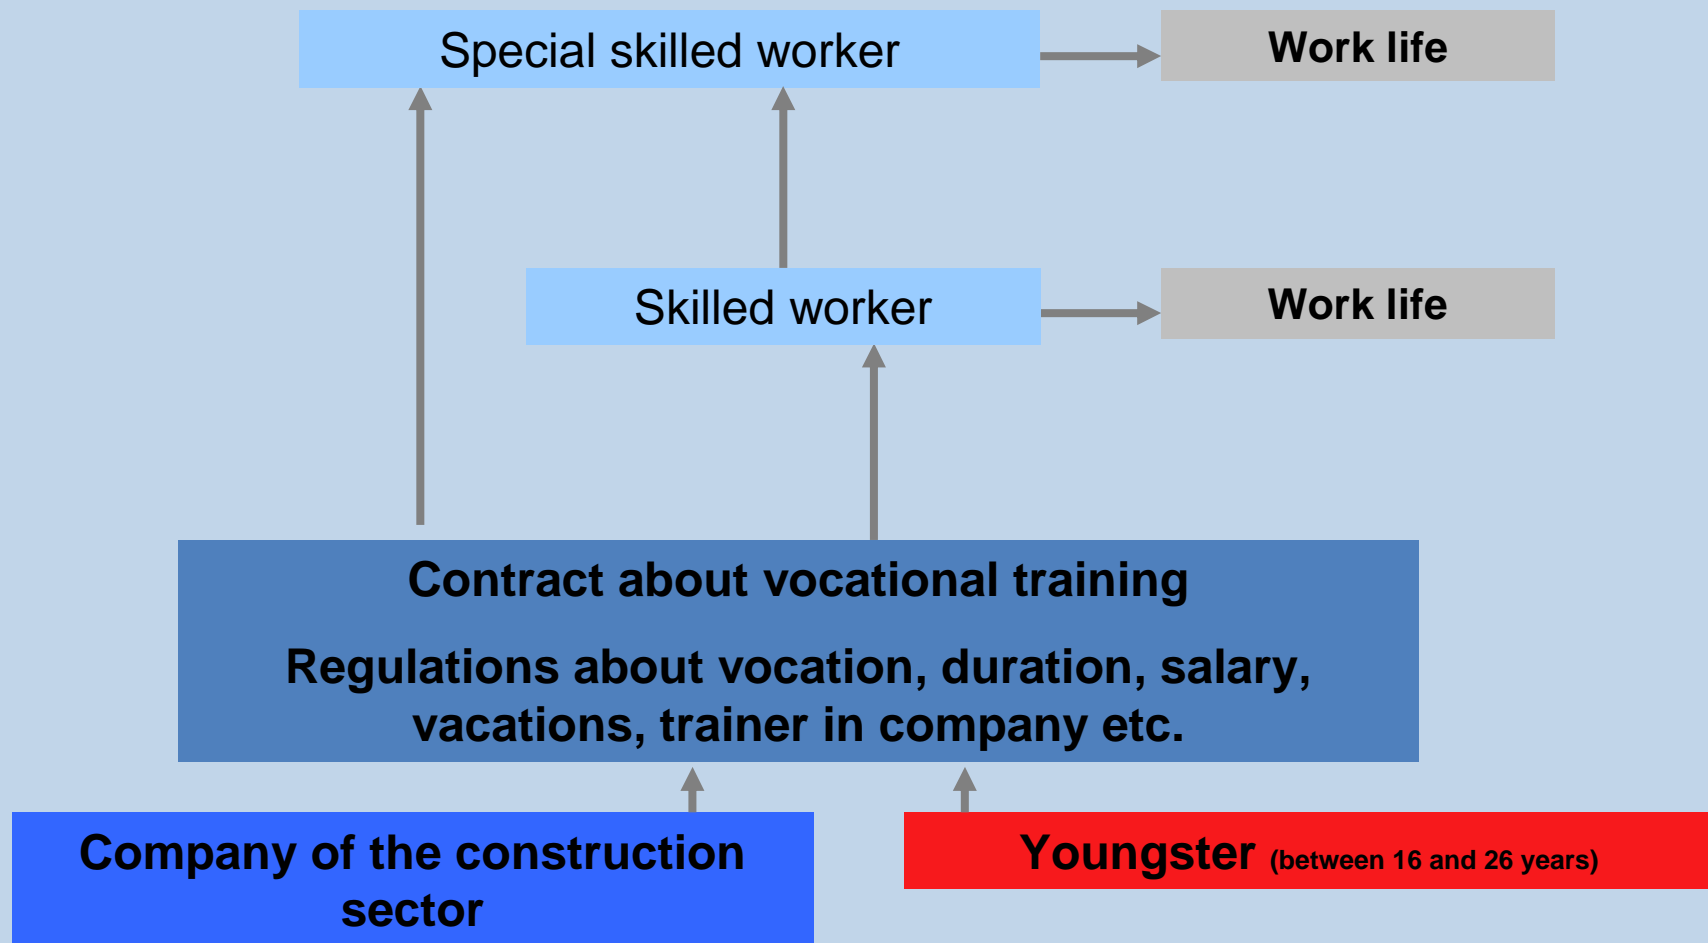 Special skilled worker
Work life
Skilled worker
Work life
Contract about vocational training
Regulations about vocation, duration, salary,
vacations, trainer in company etc.
Company of the construction
sector
Youngster (between 16 and 26 years)